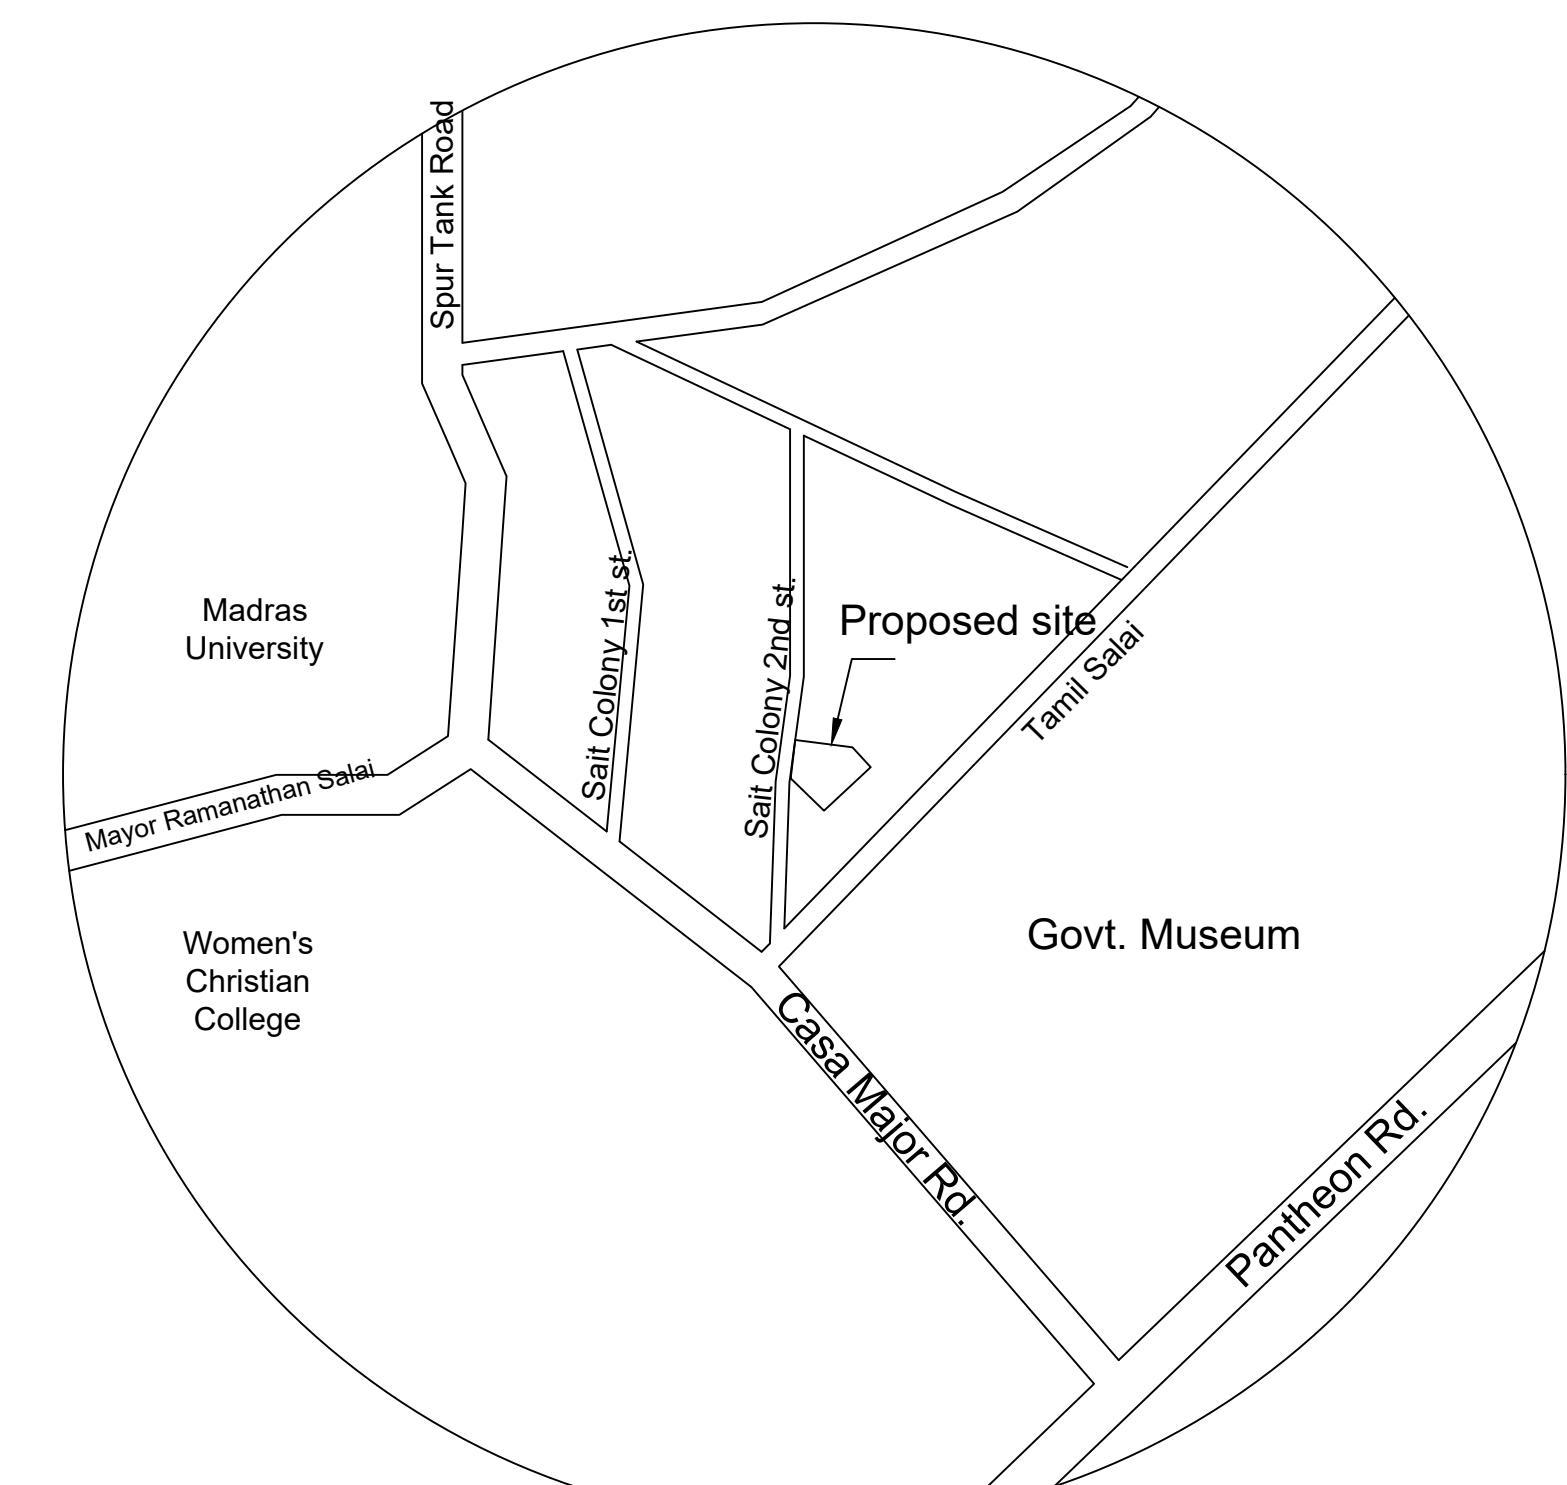 Spur Tank Road
Madras
University
Sait Colony 1st st.
Sait Colony 2nd st.
Proposed site
Tamil Salai
Mayor Ramanathan Salai
Women's
Christian
College
Govt. Museum
Casa Major Rd.
Pantheon Rd.